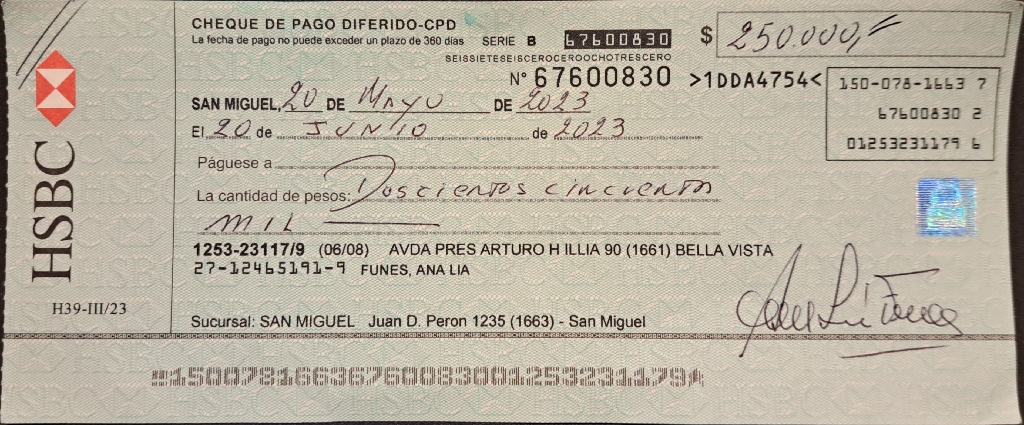 HSBC
CHEQUE DE PAGO DIFERIDO-CPD
La fecha de pago no puede exceder un plazo de 360 días SERIE B 67600830
SEISSIETESEISCEROCEROOCHOTRESCERO
$ 250.000,=
N° 67600830 >1DDA4754<
150-078-1663 7
67600830 2
01253231179 6
SAN MIGUEL, 20 DE Mayo DE 2023
El 20 de JUNIO de 2023
Páguese a
La cantidad de pesos: Doscientos cincuenta
MIL
1253-23117/9 (06/08) AVDA PRES ARTURO H ILLIA 90 (1661) BELLA VISTA
27-12465191-9 FUNES, ANA LIA
H39-III/23
Sucursal: SAN MIGUEL Juan D. Peron 1235 (1663) - San Miguel
150078166367600830001253231179